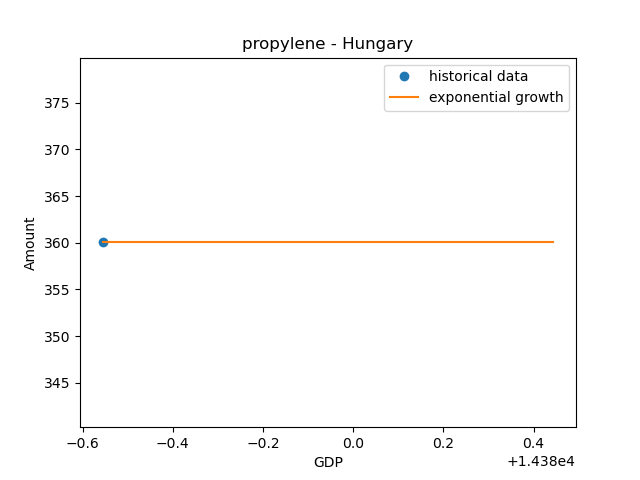 propylene - Hungary
historical data
exponential growth
Amount
375
370
365
360
355
350
345
−0.6 −0.4 −0.2 0.0 0.2 0.4
GDP
+1.438e4